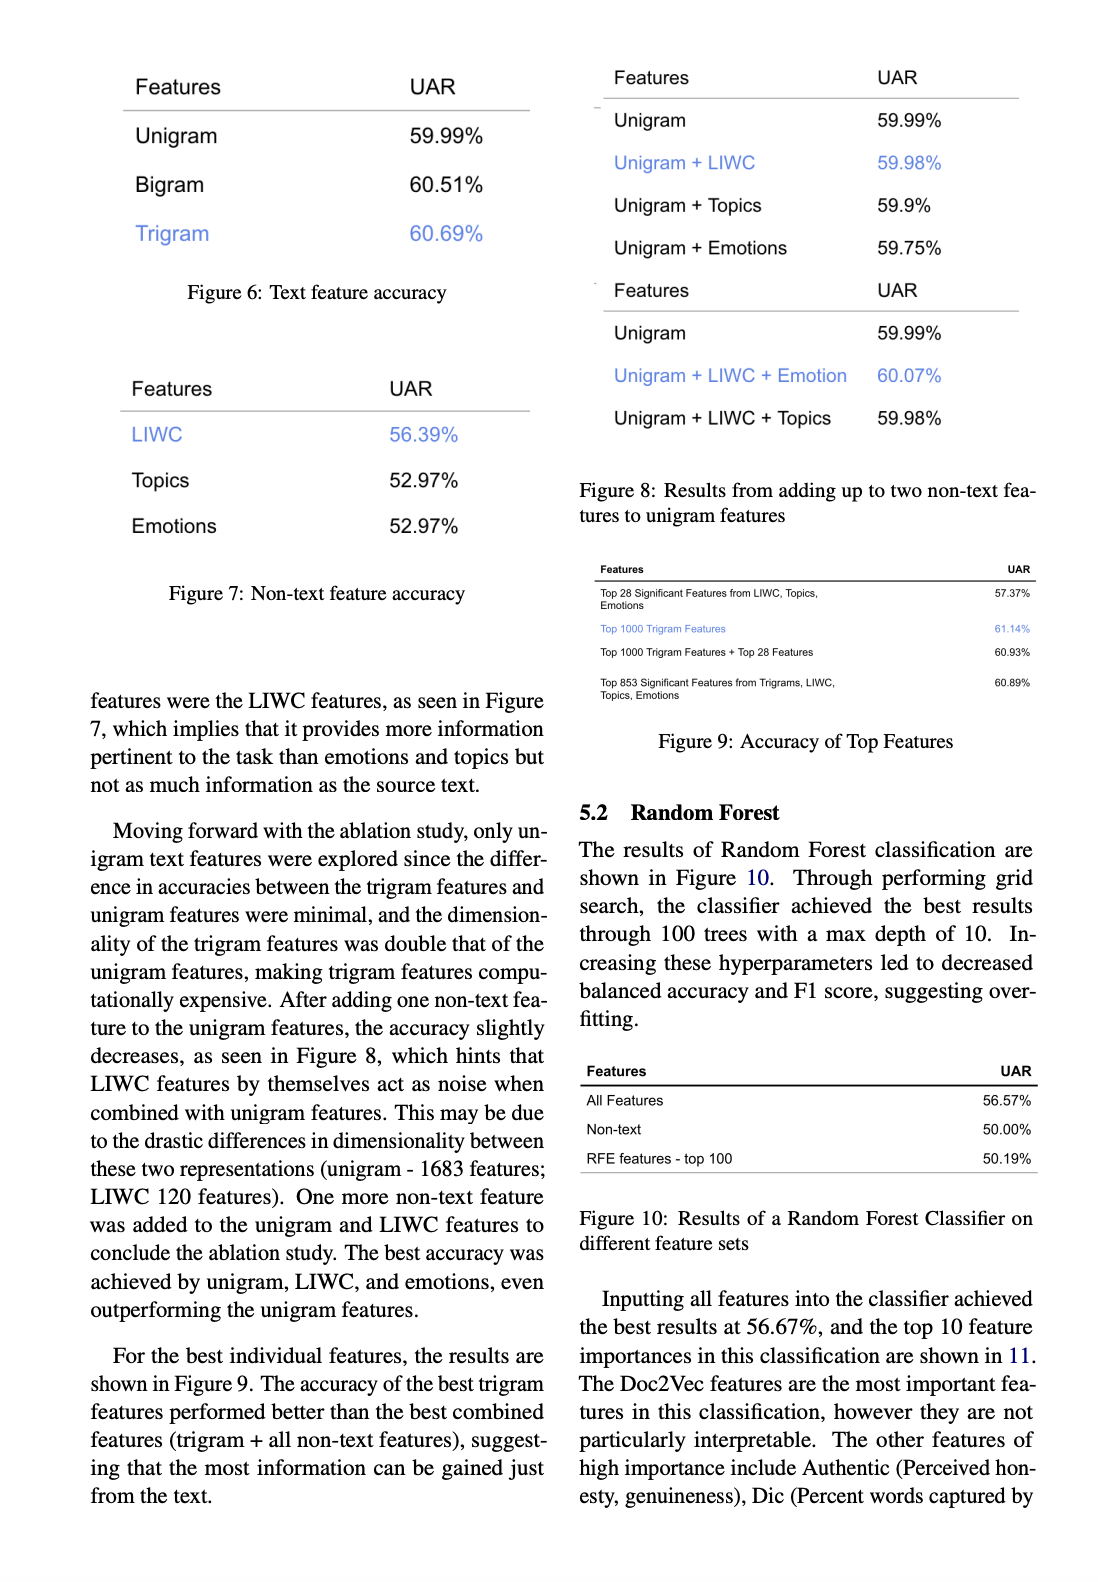 Features UAR
Unigram 59.99%
Bigram 60.51%
Trigram 60.69%
Figure 6: Text feature accuracy
Features UAR
LIWC 56.39%
Topics 52.97%
Emotions 52.97%
Figure 7: Non-text feature accuracy
features were the LIWC features, as seen in Figure
7, which implies that it provides more information
pertinent to the task than emotions and topics but
not as much information as the source text.
Moving forward with the ablation study, only un-
igram text features were explored since the differ-
ence in accuracies between the trigram features and
unigram features were minimal, and the dimension-
ality of the trigram features was double that of the
unigram features, making trigram features compu-
tationally expensive. After adding one non-text fea-
ture to the unigram features, the accuracy slightly
decreases, as seen in Figure 8, which hints that
LIWC features by themselves act as noise when
combined with unigram features. This may be due
to the drastic differences in dimensionality between
these two representations (unigram - 1683 features;
LIWC 120 features). One more non-text feature
was added to the unigram and LIWC features to
conclude the ablation study. The best accuracy was
achieved by unigram, LIWC, and emotions, even
outperforming the unigram features.
For the best individual features, the results are
shown in Figure 9. The accuracy of the best trigram
features performed better than the best combined
features (trigram + all non-text features), suggest-
ing that the most information can be gained just
from the text.
Features UAR
Unigram 59.99%
Unigram + LIWC 59.98%
Unigram + Topics 59.9%
Unigram + Emotions 59.75%
Features UAR
Unigram 59.99%
Unigram + LIWC + Emotion 60.07%
Unigram + LIWC + Topics 59.98%
Figure 8: Results from adding up to two non-text fea-
tures to unigram features
Features UAR
Top 28 Significant Features from LIWC, Topics, 57.37%
Emotions
Top 1000 Trigram Features 61.14%
Top 1000 Trigram Features + Top 28 Features 60.93%
Top 853 Significant Features from Trigrams, LIWC, 60.89%
Topics, Emotions
Figure 9: Accuracy of Top Features
5.2 Random Forest
The results of Random Forest classification are
shown in Figure 10. Through performing grid
search, the classifier achieved the best results
through 100 trees with a max depth of 10. In-
creasing these hyperparameters led to decreased
balanced accuracy and F1 score, suggesting over-
fitting.
Features UAR
All Features 56.57%
Non-text 50.00%
RFE features - top 100 50.19%
Figure 10: Results of a Random Forest Classifier on
different feature sets
Inputting all features into the classifier achieved
the best results at 56.67%, and the top 10 feature
importances in this classification are shown in 11.
The Doc2Vec features are the most important fea-
tures in this classification, however they are not
particularly interpretable. The other features of
high importance include Authentic (Perceived hon-
esty, genuineness), Dic (Percent words captured by